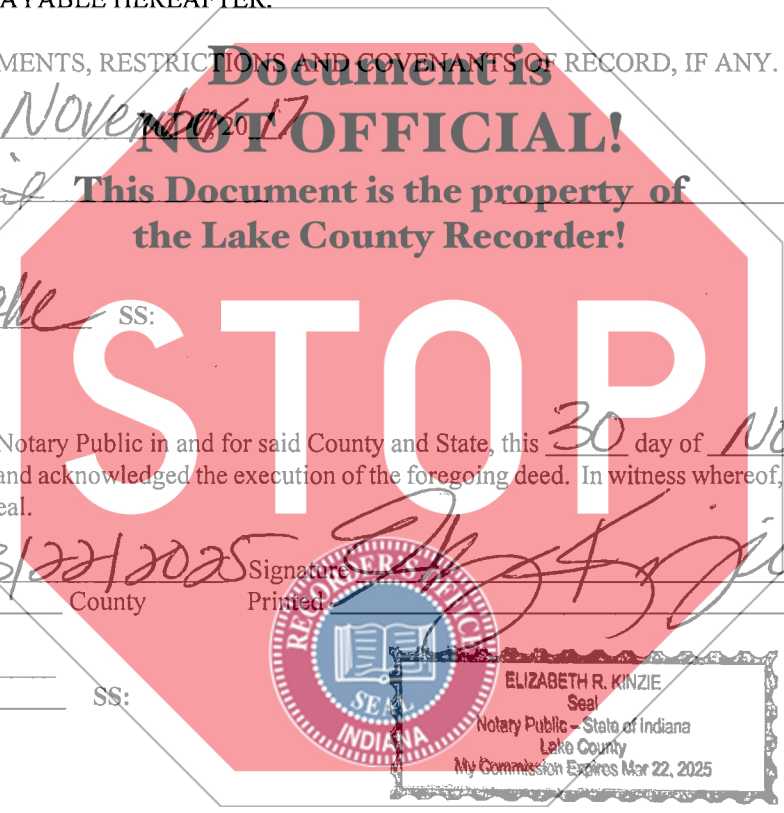 AYABLE HEREAFTER.
MENTS, RESTRICTIONS AND COVENANTS OF RECORD, IF ANY.
Document is
November, 20 17
NOT OFFICIAL!
This Document is the property of
the Lake County Recorder!
SS:
STOP
Notary Public in and for said County and State, this 30 day of No
and acknowledged the execution of the foregoing deed. In witness whereof,
eal.
3/22/2025 Signature
County Printed
RECORDER'S OFFICE
SEAL
INDIANA
SS:
ELIZABETH R. KINZIE
Seal
Notary Public – State of Indiana
Lake County
My Commission Expires Mar 22, 2025